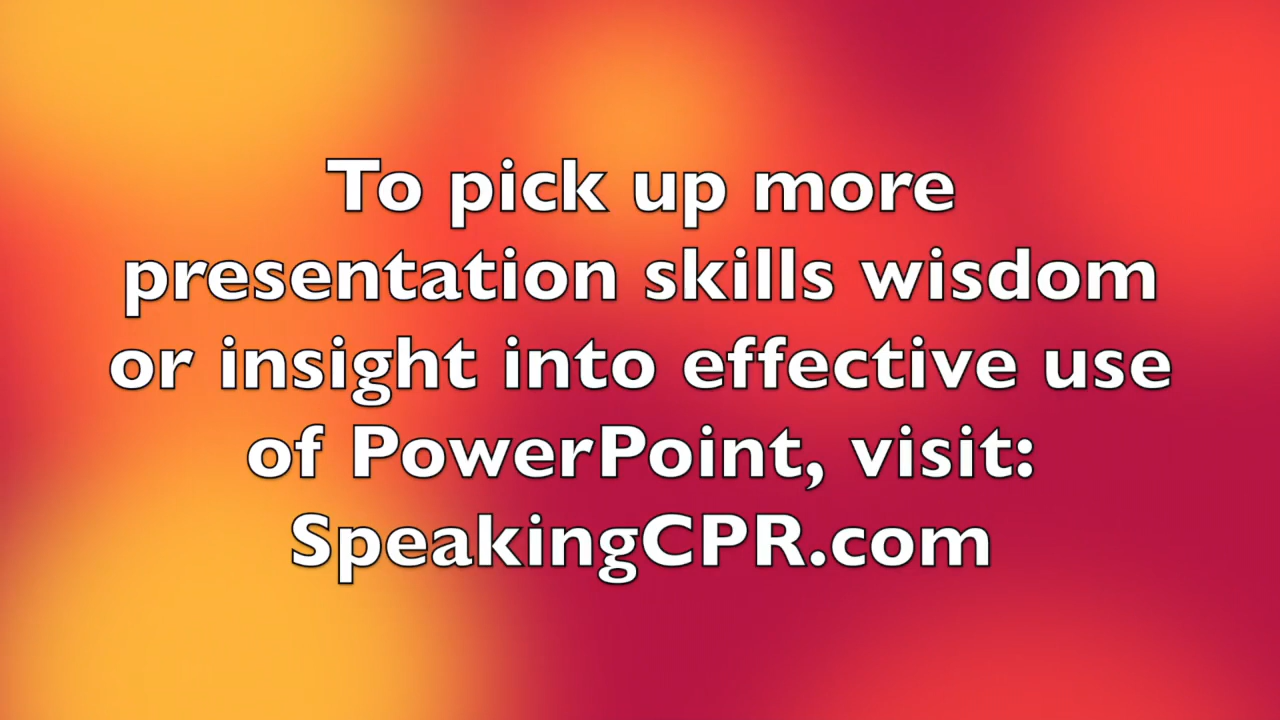 To pick up more
presentation skills wisdom
or insight into effective use
of PowerPoint, visit:
SpeakingCPR.com